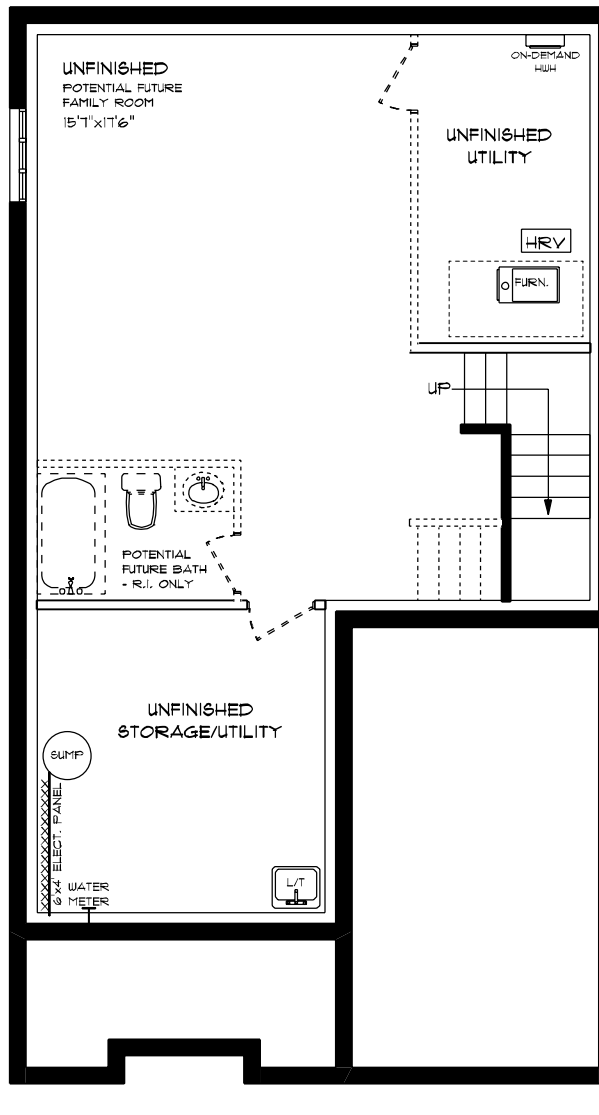 UNFINISHED
POTENTIAL FUTURE
FAMILY ROOM
15'7"x17'6"
ON-DEMAND
HWH
UNFINISHED
UTILITY
HRV
FURN.
UP
POTENTIAL
FUTURE BATH
- R.I. ONLY
UNFINISHED
STORAGE/UTILITY
SUMP
6'x4' ELECT. PANEL
WATER
METER
L/T